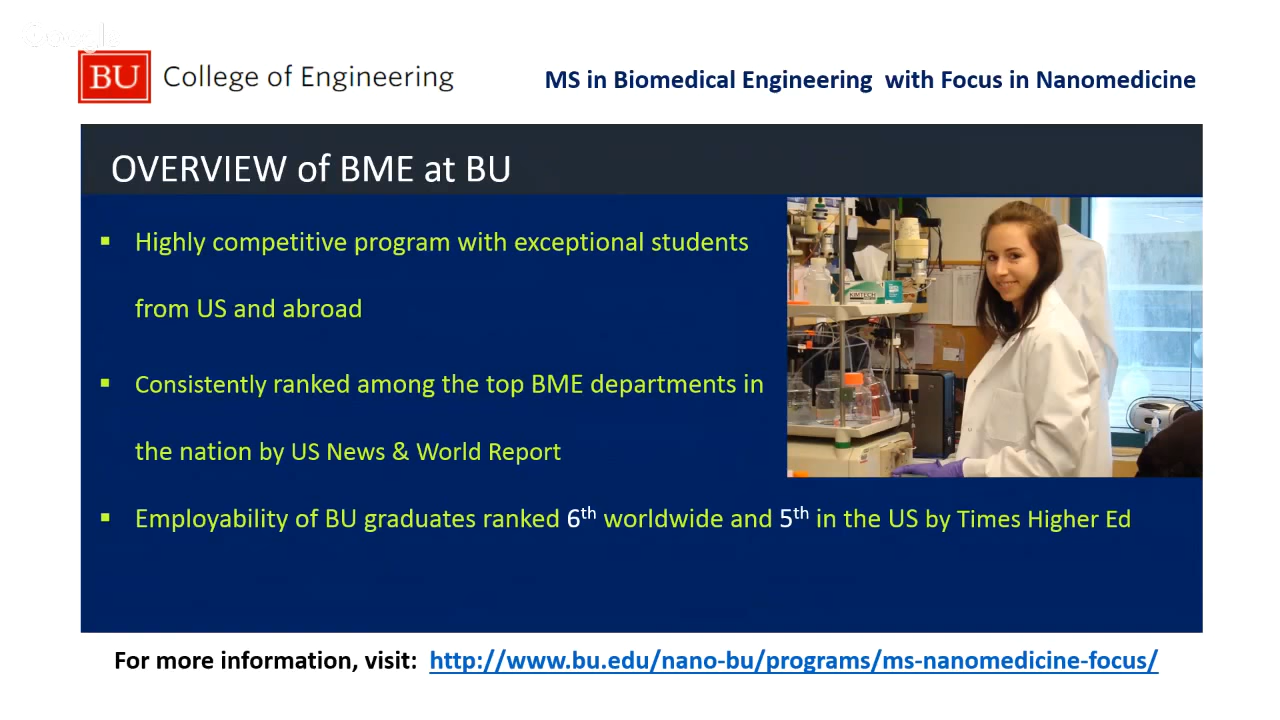 Google
BU College of Engineering
MS in Biomedical Engineering with Focus in Nanomedicine
OVERVIEW of BME at BU
▪ Highly competitive program with exceptional students
from US and abroad
▪ Consistently ranked among the top BME departments in
the nation by US News & World Report
▪ Employability of BU graduates ranked 6th worldwide and 5th in the US by Times Higher Ed
KIMTECH
For more information, visit: http://www.bu.edu/nano-bu/programs/ms-nanomedicine-focus/